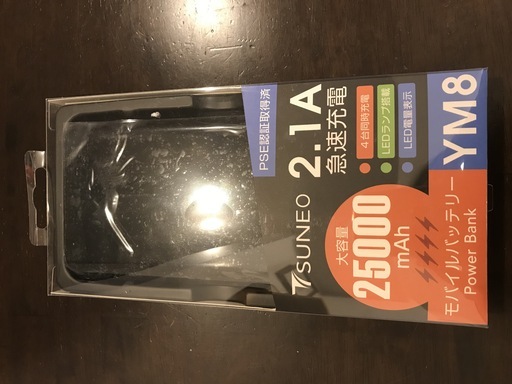 PSE認証取得済
TSUNEO
2.1A
急速充電
4台同時充電
LEDランプ搭載
LED電量表示
大容量
25000
mAh
-YM8
モバイルバッテリー
Power Bank